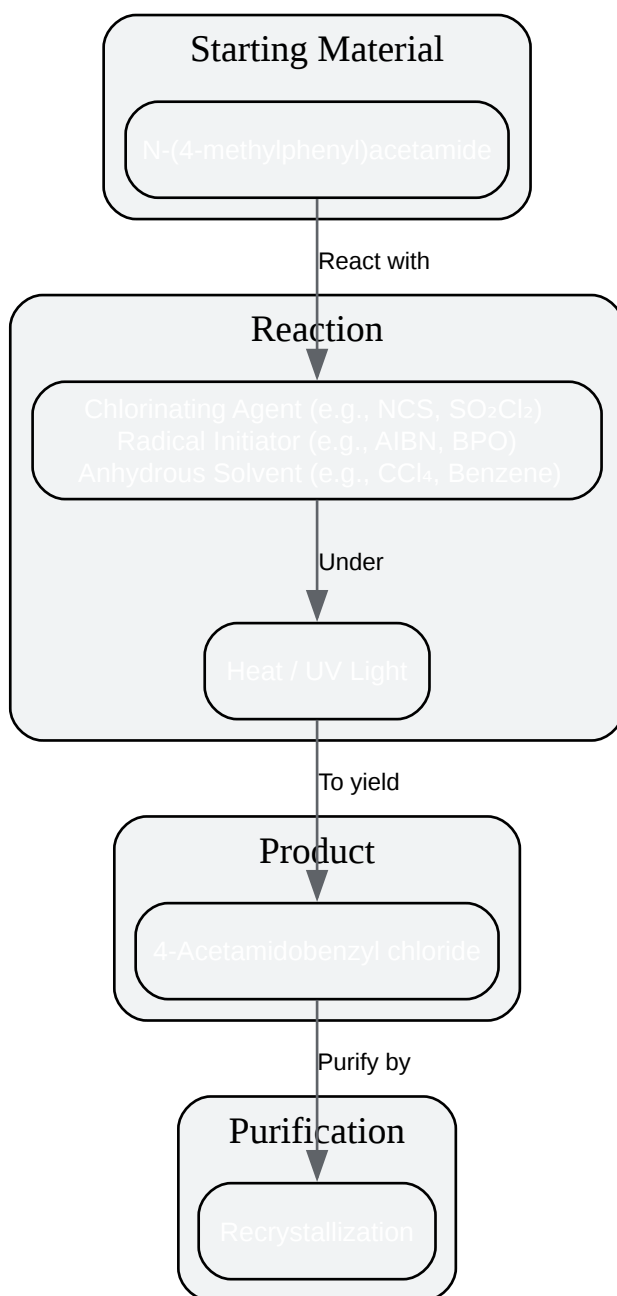 Starting Material
N-(4-methylphenyl)acetamide
React with
Reaction
Chlorinating Agent (e.g., NCS, SO₂Cl₂)
Radical Initiator (e.g., AIBN, BPO)
Anhydrous Solvent (e.g., CCl₄, Benzene)
Under
Heat / UV Light
To yield
Product
4-Acetamidobenzyl chloride
Purify by
Purification
Recrystallization